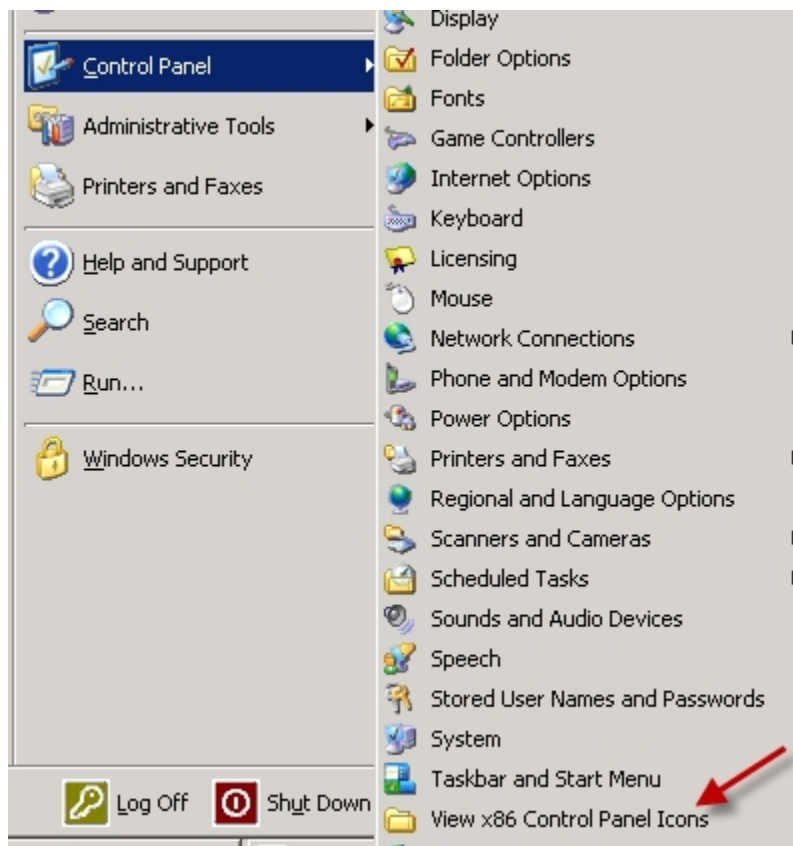 Control Panel
Administrative Tools
Printers and Faxes
Help and Support
Search
Run...
Windows Security
Log Off
Shut Down
Display
Folder Options
Fonts
Game Controllers
Internet Options
Keyboard
Licensing
Mouse
Network Connections
Phone and Modem Options
Power Options
Printers and Faxes
Regional and Language Options
Scanners and Cameras
Scheduled Tasks
Sounds and Audio Devices
Speech
Stored User Names and Passwords
System
Taskbar and Start Menu
View x86 Control Panel Icons